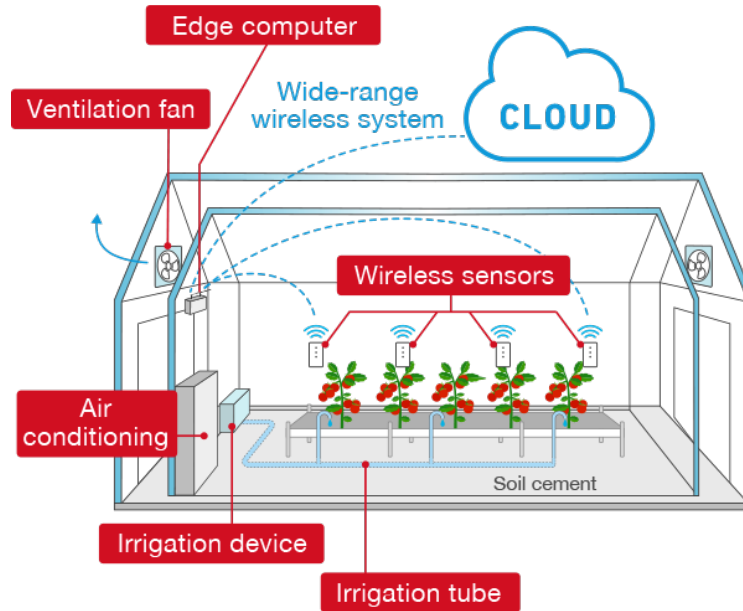 Edge computer
Ventilation fan
Wide-range
wireless system
CLOUD
Wireless sensors
Air
conditioning
Soil cement
Irrigation device
Irrigation tube